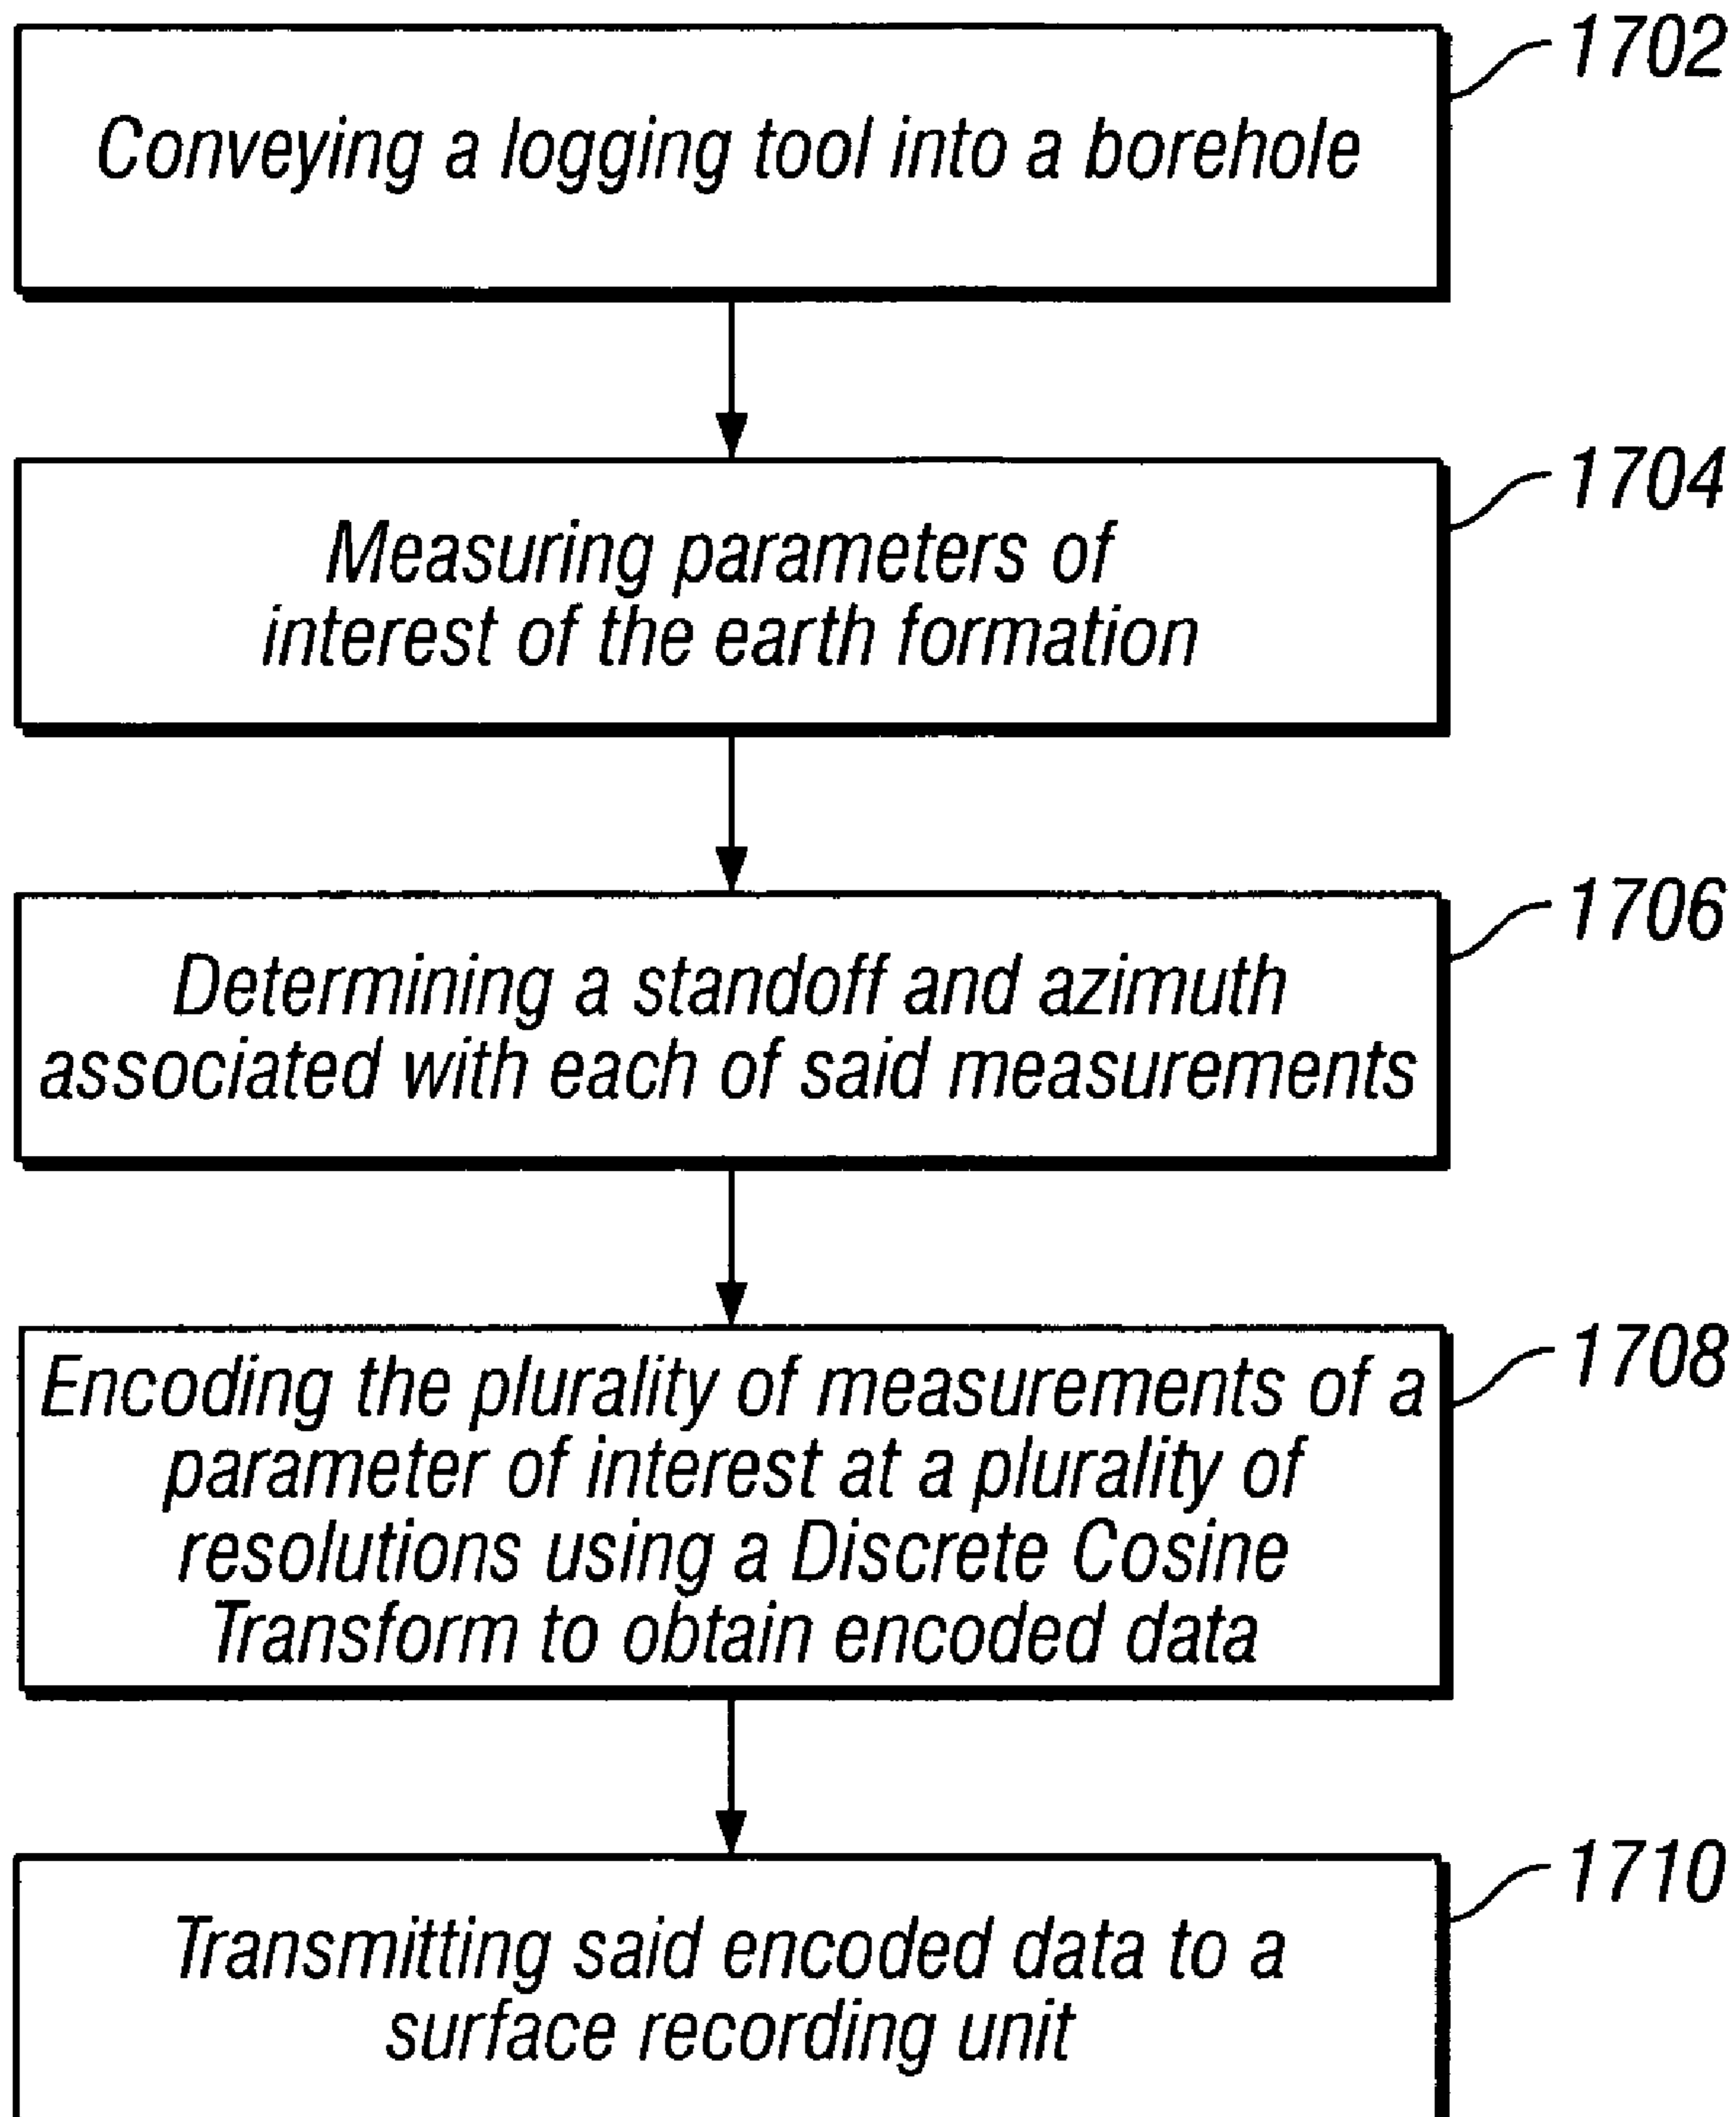 1702
Conveying a logging tool into a borehole
1704
Measuring parameters of
interest of the earth formation
1706
Determining a standoff and azimuth
associated with each of said measurements
1708
Encoding the plurality of measurements of a
parameter of interest at a plurality of
resolutions using a Discrete Cosine
Transform to obtain encoded data
1710
Transmitting said encoded data to a
surface recording unit